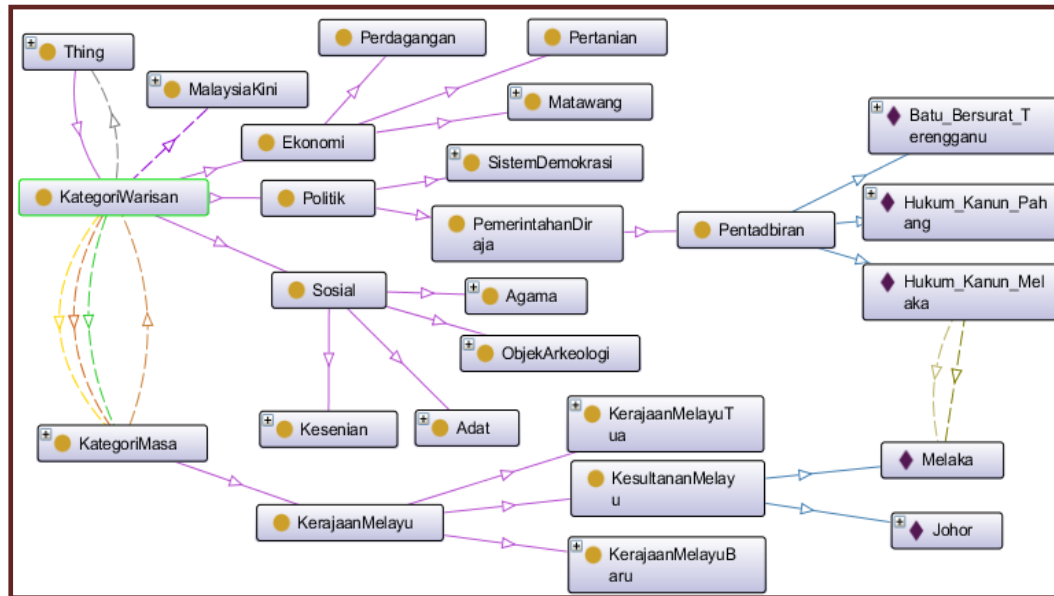 Thing
Perdagangan
Pertanian
MalaysiaKini
Matawang
Ekonomi
Batu_Bersurat_T
erengganu
SistemDemokrasi
KategoriWarisan
Politik
PemerintahanDir
aja
Pentadbiran
Hukum_Kanun_Pah
ang
Sosial
Agama
Hukum_Kanun_Mel
aka
ObjekArkeologi
Kesenian
Adat
KerajaanMelayuT
ua
KategoriMasa
KesultananMelay
u
Melaka
KerajaanMelayu
Johor
KerajaanMelayuB
aru